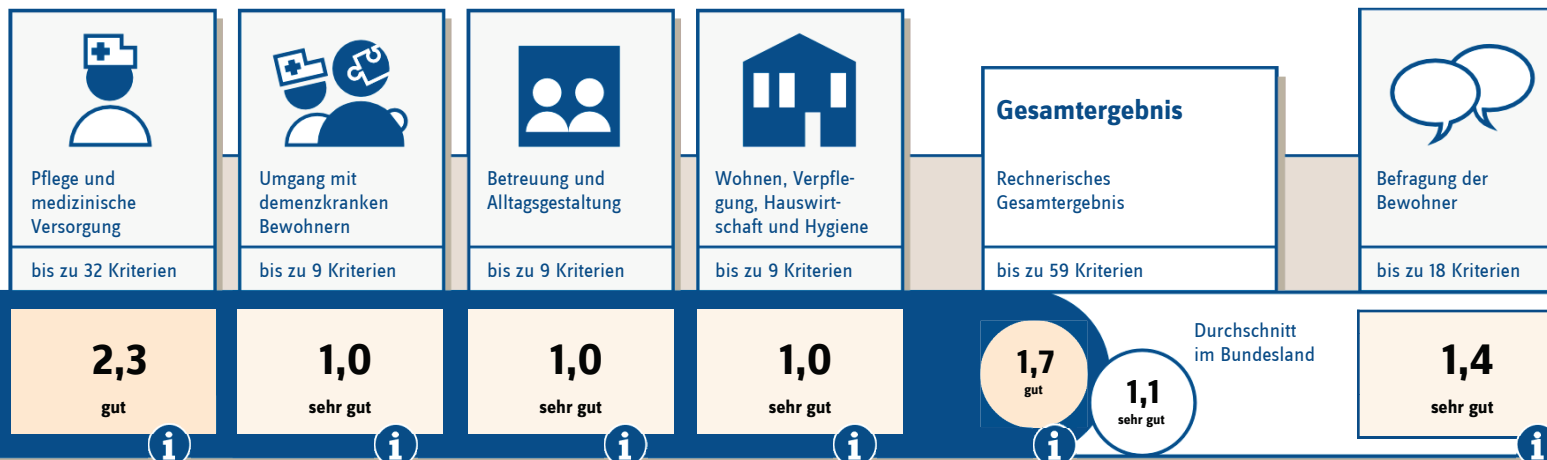 Pflege und
medizinische
Versorgung
bis zu 32 Kriterien
2,3
gut
Umgang mit
demenzkranken
Bewohnern
bis zu 9 Kriterien
1,0
sehr gut
Betreuung und
Alltagsgestaltung
bis zu 9 Kriterien
1,0
sehr gut
Wohnen, Verpfle-
gung, Hauswirt-
schaft und Hygiene
bis zu 9 Kriterien
1,0
sehr gut
Gesamtergebnis
Rechnerisches
Gesamtergebnis
bis zu 59 Kriterien
1,7
gut
Durchschnitt
im Bundesland
1,1
sehr gut
Befragung der
Bewohner
bis zu 18 Kriterien
1,4
sehr gut